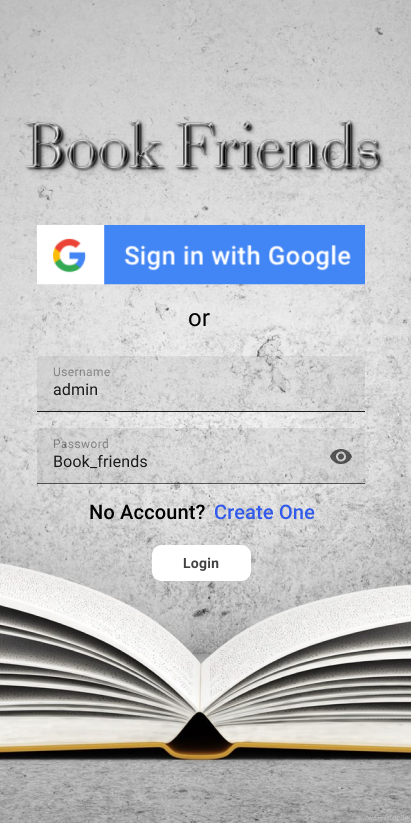 Book Friends
Sign in with Google
or
Username
admin
Password
Book_friends
No Account? Create One
Login